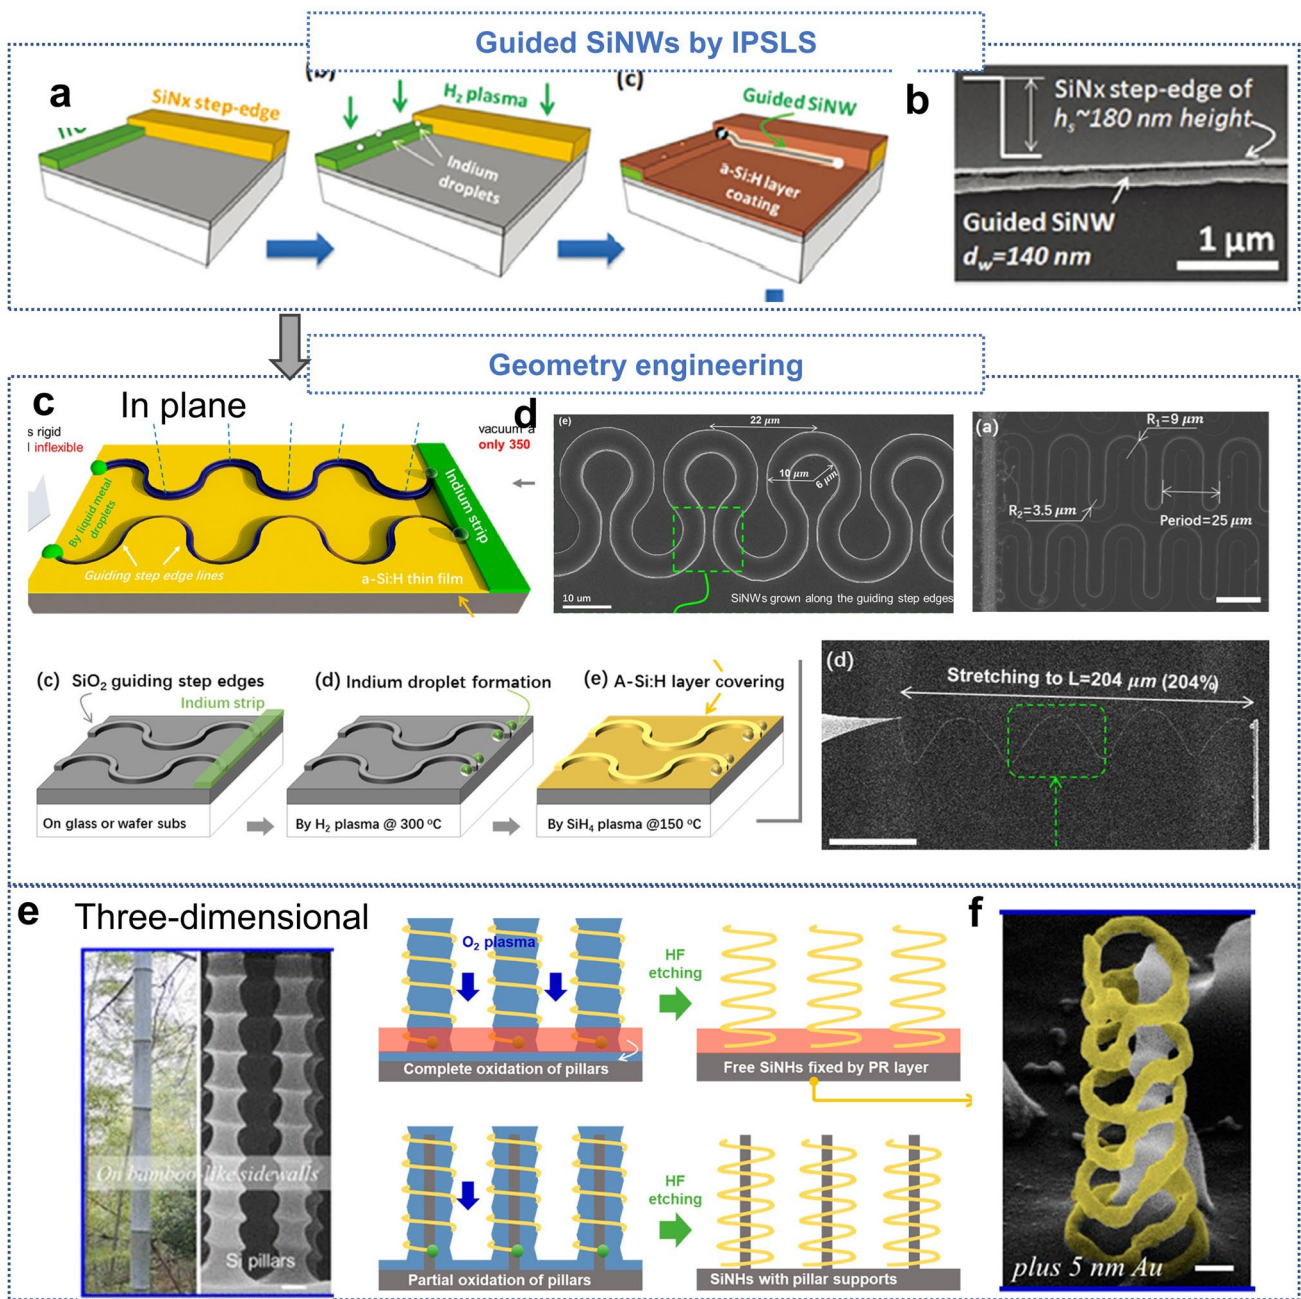 Guided SiNWs by IPSLS
a
SiNx step-edge
(b)
H₂ plasma
Indium
droplets
(c)
Guided SiNW
a-Si:H layer
coating
b
SiNx step-edge of
hₛ~180 nm height
Guided SiNW
d_w=140 nm
1 µm
Geometry engineering
c
In plane
s rigid
l inflexible
vacuum a
only 350
By liquid metal
droplets
Guiding step edge lines
a-Si:H thin film
Indium strip
d
(e)
22 µm
10 µm
6 µm
10 um
SiNWs grown along the guiding step edges
(a)
R₁=9 µm
R₂=3.5 µm
Period=25 µm
(c) SiO₂ guiding step edges
Indium strip
On glass or wafer subs
(d) Indium droplet formation
By H₂ plasma @ 300 °C
(e) A-Si:H layer covering
By SiH₄ plasma @150 °C
(d)
Stretching to L=204 µm (204%)
e
Three-dimensional
On bamboo-like sidewalls
Si pillars
O₂ plasma
Complete oxidation of pillars
HF
etching
Free SiNHs fixed by PR layer
Partial oxidation of pillars
HF
etching
SiNHs with pillar supports
f
plus 5 nm Au